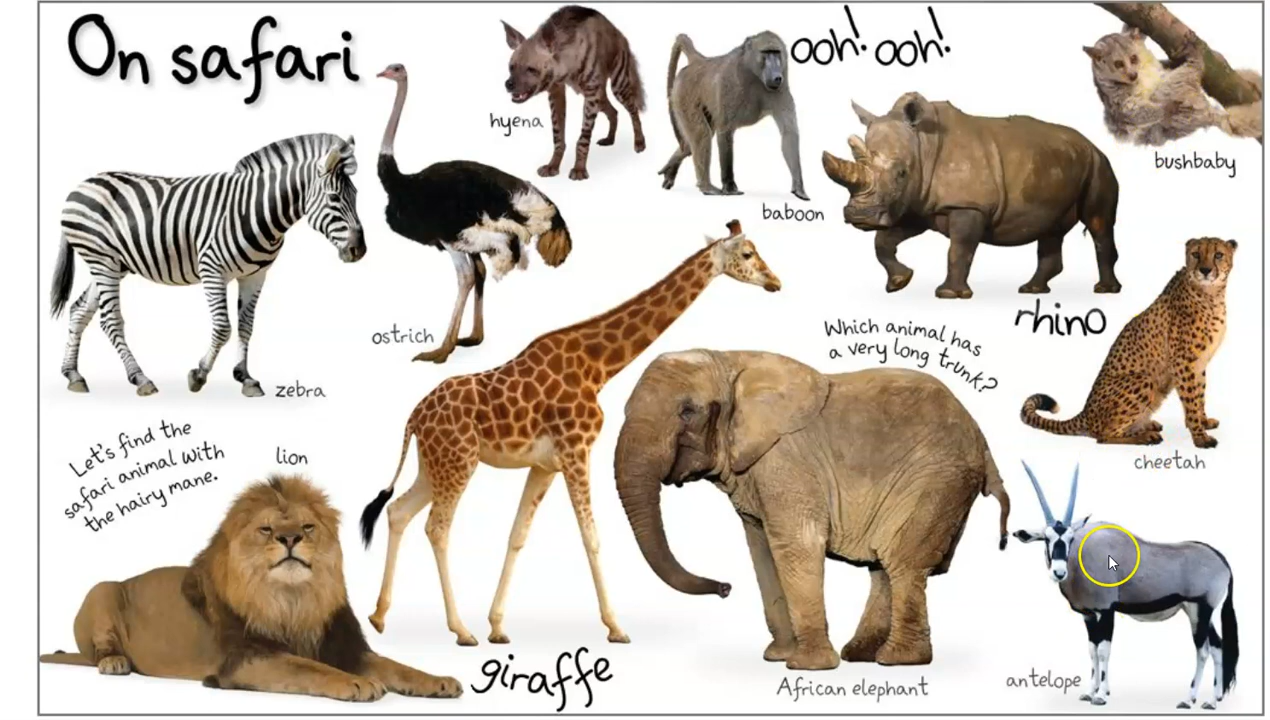 On safari
hyena
ooh! ooh!
bushbaby
baboon
rhino
ostrich
zebra
Which animal has
a very long trunk?
cheetah
Let's find the
safari animal with
the hairy mane.
lion
giraffe
African elephant
antelope